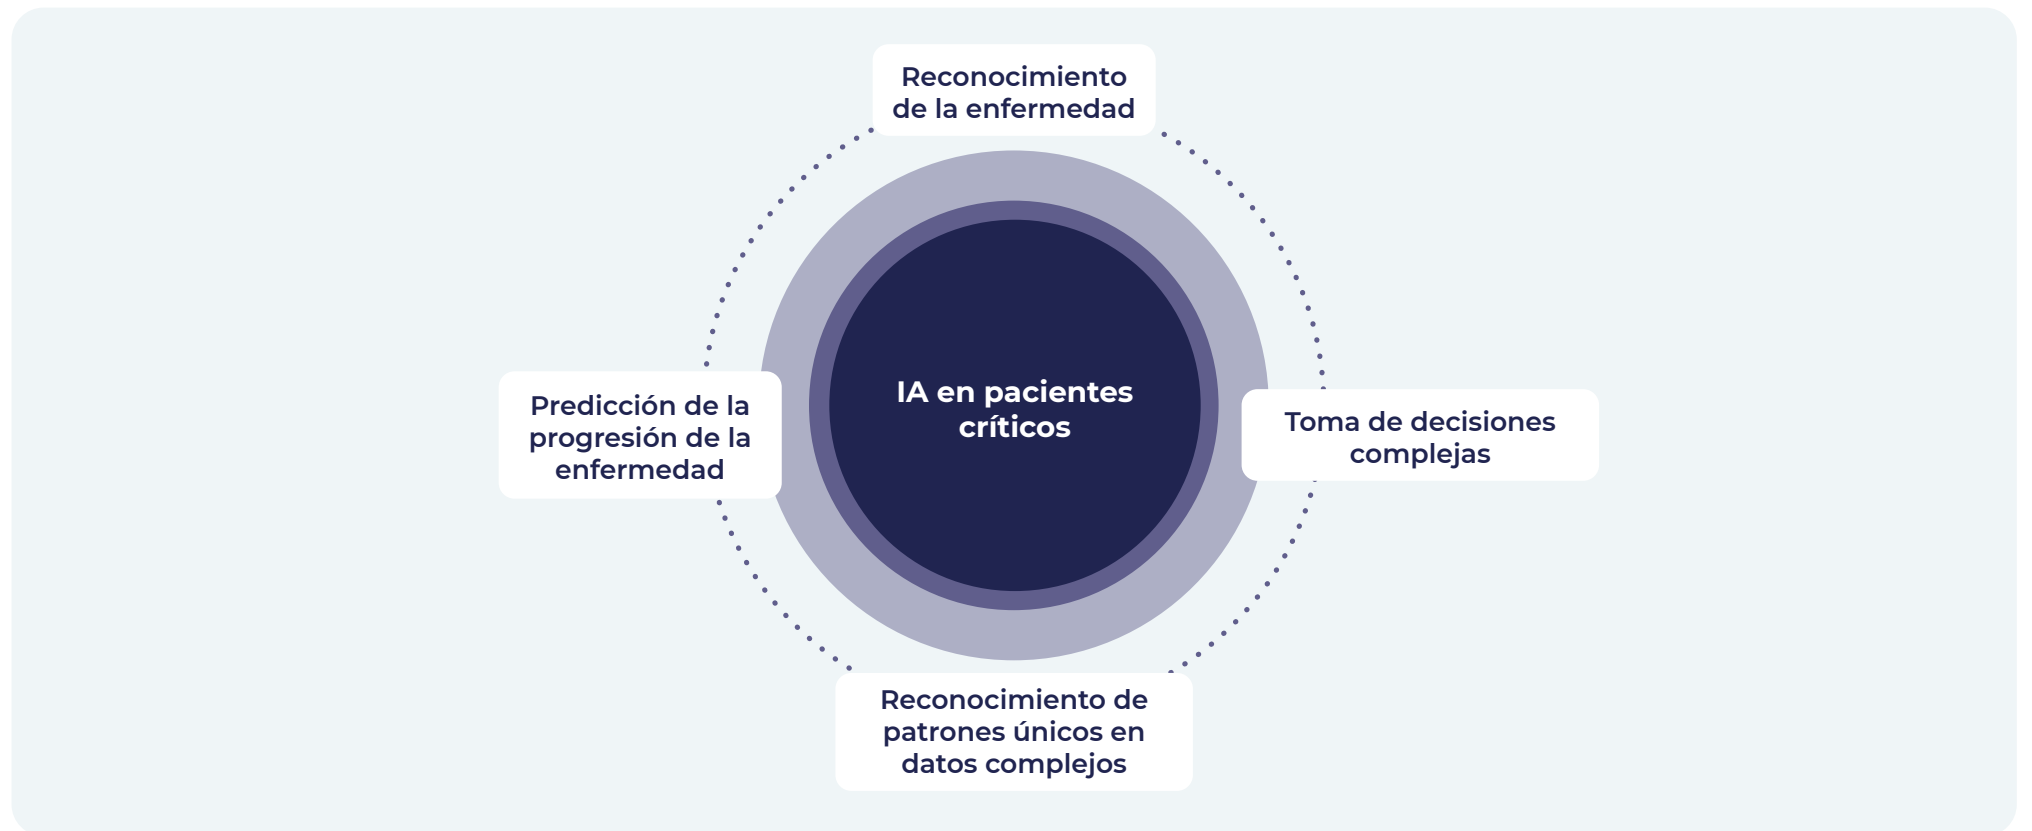 Reconocimiento
de la enfermedad
IA en pacientes
críticos
Predicción de la
progresión de la
enfermedad
Toma de decisiones
complejas
Reconocimiento de
patrones únicos en
datos complejos